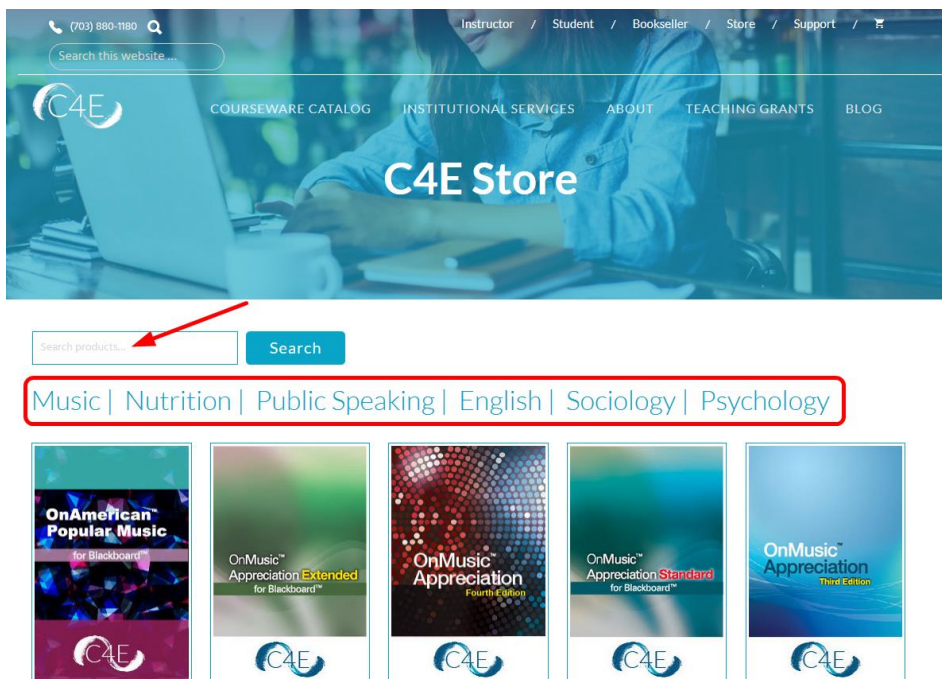 (703) 880-1180
Instructor / Student / Bookseller / Store / Support /
Search this website ...
C4E
COURSEWARE CATALOG INSTITUTIONAL SERVICES ABOUT TEACHING GRANTS BLOG
C4E Store
Search products...
Search
Music | Nutrition | Public Speaking | English | Sociology | Psychology
OnAmerican™
Popular Music
for Blackboard™
C4E
OnMusic™
Appreciation Extended
for Blackboard™
C4E
OnMusic™
Appreciation
Fourth Edition
C4E
OnMusic™
Appreciation Standard
for Blackboard™
C4E
OnMusic™
Appreciation
Third Edition
C4E